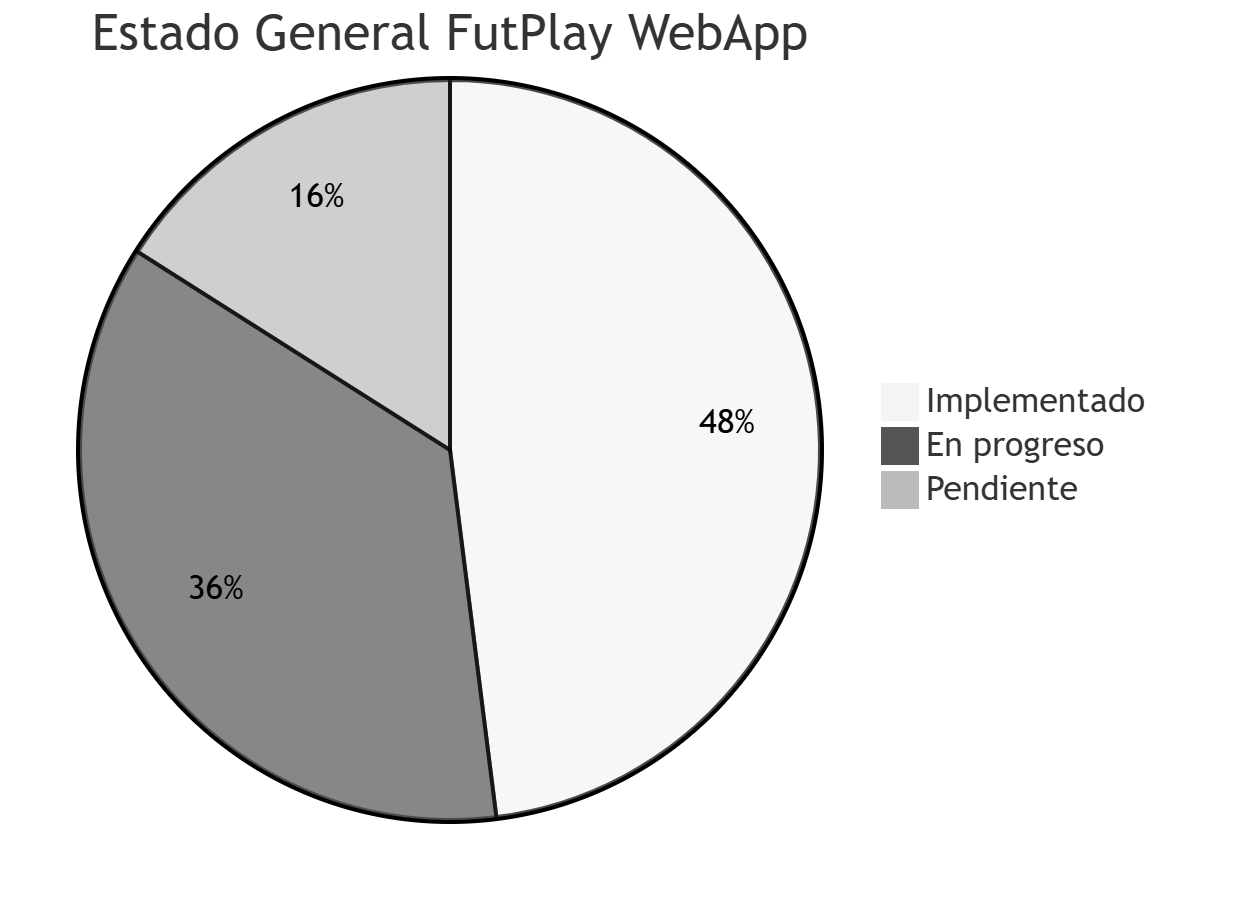 Estado General FutPlay WebApp
16%
48%
36%
Implementado
En progreso
Pendiente